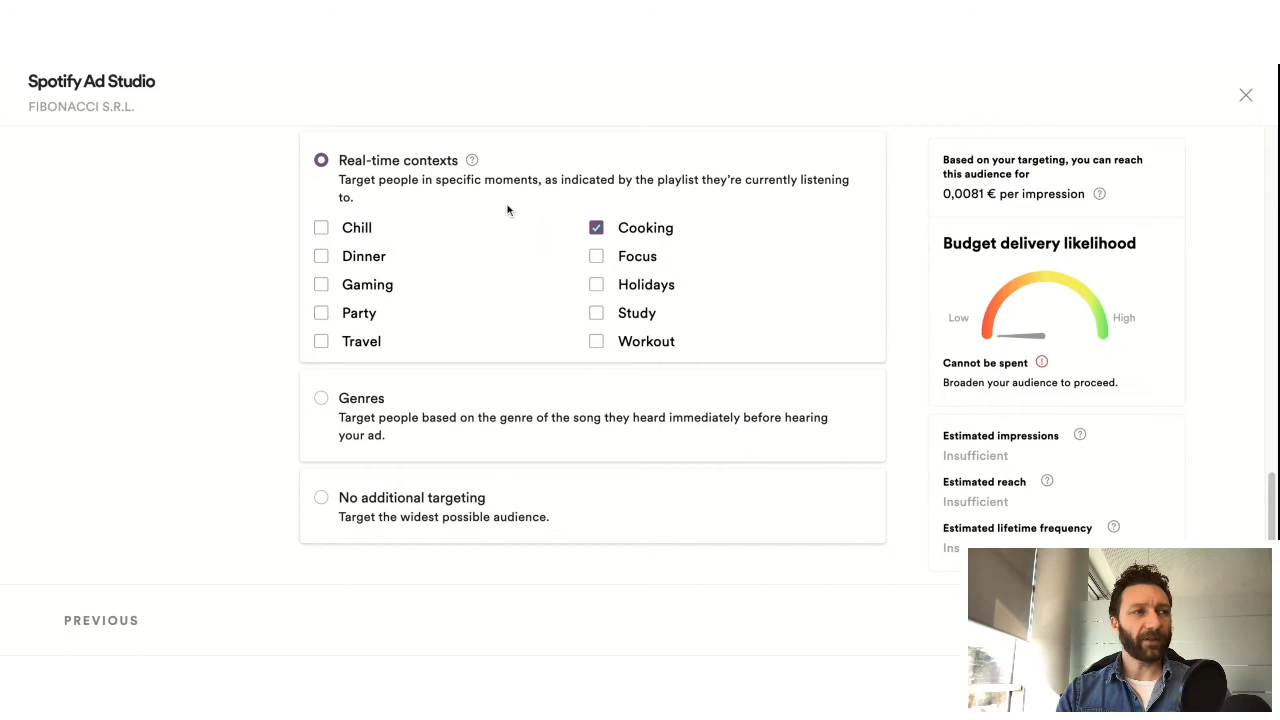 Spotify Ad Studio
FIBONACCI S.R.L.
Real-time contexts
Target people in specific moments, as indicated by the playlist they're currently listening
to.
Chill
Cooking
Dinner
Focus
Gaming
Holidays
Party
Study
Travel
Workout
Genres
Target people based on the genre of the song they heard immediately before hearing
your ad.
No additional targeting
Target the widest possible audience.
PREVIOUS
Based on your targeting, you can reach
this audience for
0,0081 € per impression
Budget delivery likelihood
Low
High
Cannot be spent
Broaden your audience to proceed.
Estimated impressions
Insufficient
Estimated reach
Insufficient
Estimated lifetime frequency
Ins